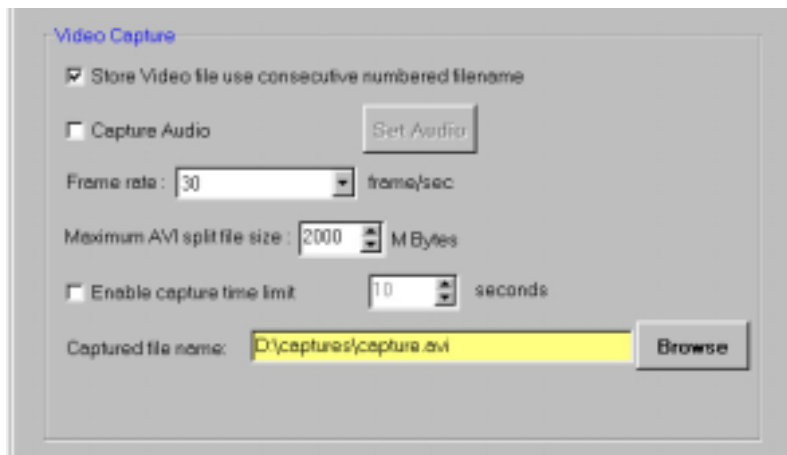 Video Capture
Store Video file use consecutive numbered filename
Capture Audio
Set Audio
Frame rate : 30 frame/sec
Maximum AVI split file size : 2000 M Bytes
Enable capture time limit 10 seconds
Captured file name: D:\captures\capture.avi Browse